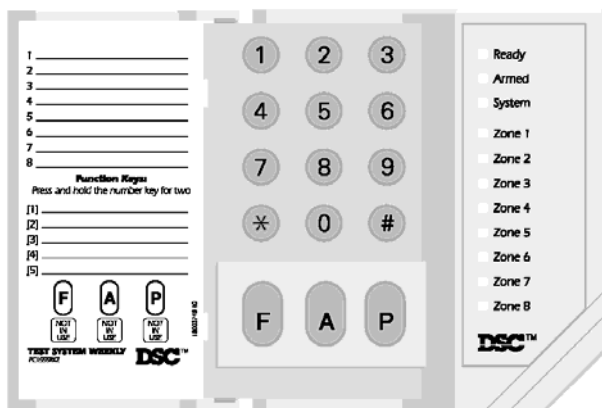 1
2
3
4
5
6
7
8
Function Keys:
Press and hold the number key for two
[1]
[2]
[3]
[4]
[5]
F A P
NOT IN USE NOT IN USE NOT IN USE
TEST SYSTEM WEEKLY
DSC™
1 2 3
4 5 6
7 8 9
* 0 #
F A P
Ready
Armed
System
Zone 1
Zone 2
Zone 3
Zone 4
Zone 5
Zone 6
Zone 7
Zone 8
DSC™